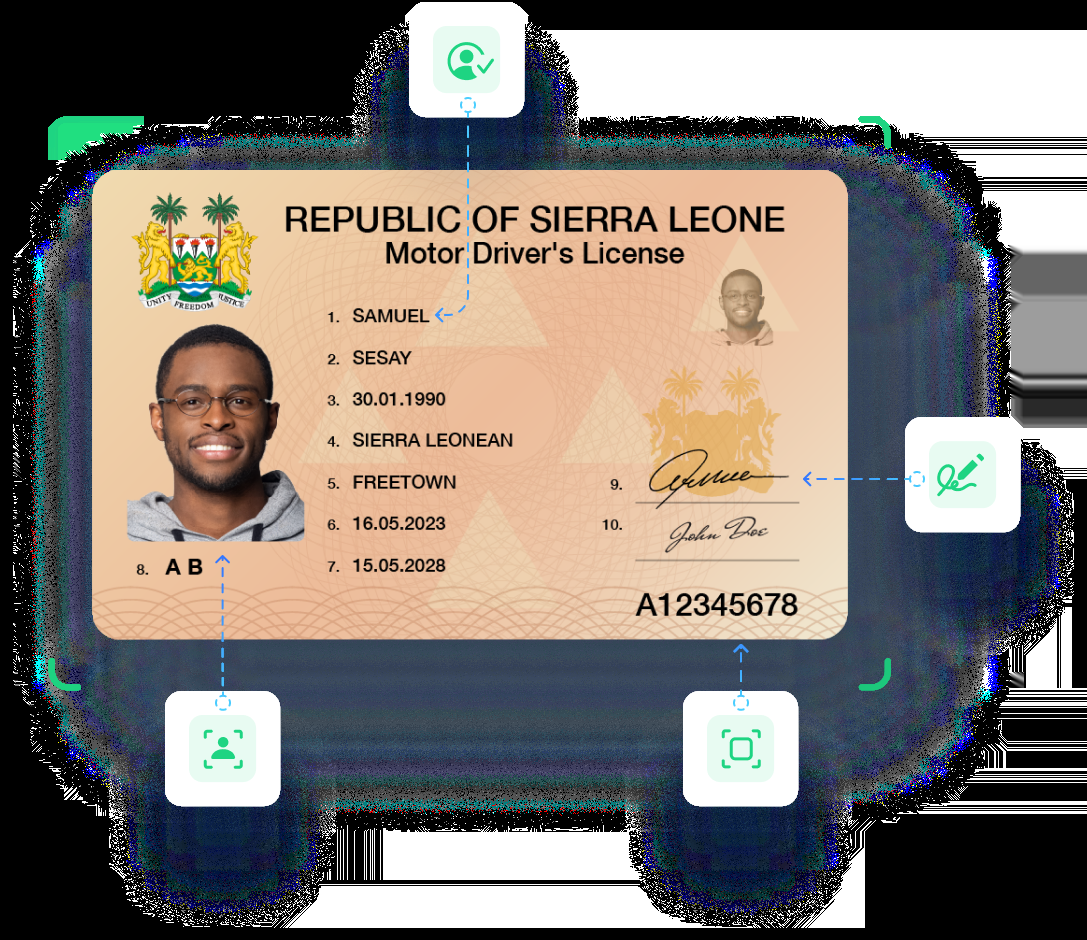 REPUBLIC OF SIERRA LEONE
Motor Driver's License
UNITY FREEDOM JUSTICE
1. SAMUEL
2. SESAY
3. 30.01.1990
4. SIERRA LEONEAN
5. FREETOWN
6. 16.05.2023
7. 15.05.2028
8. A B
9.
10. John Doe
A12345678